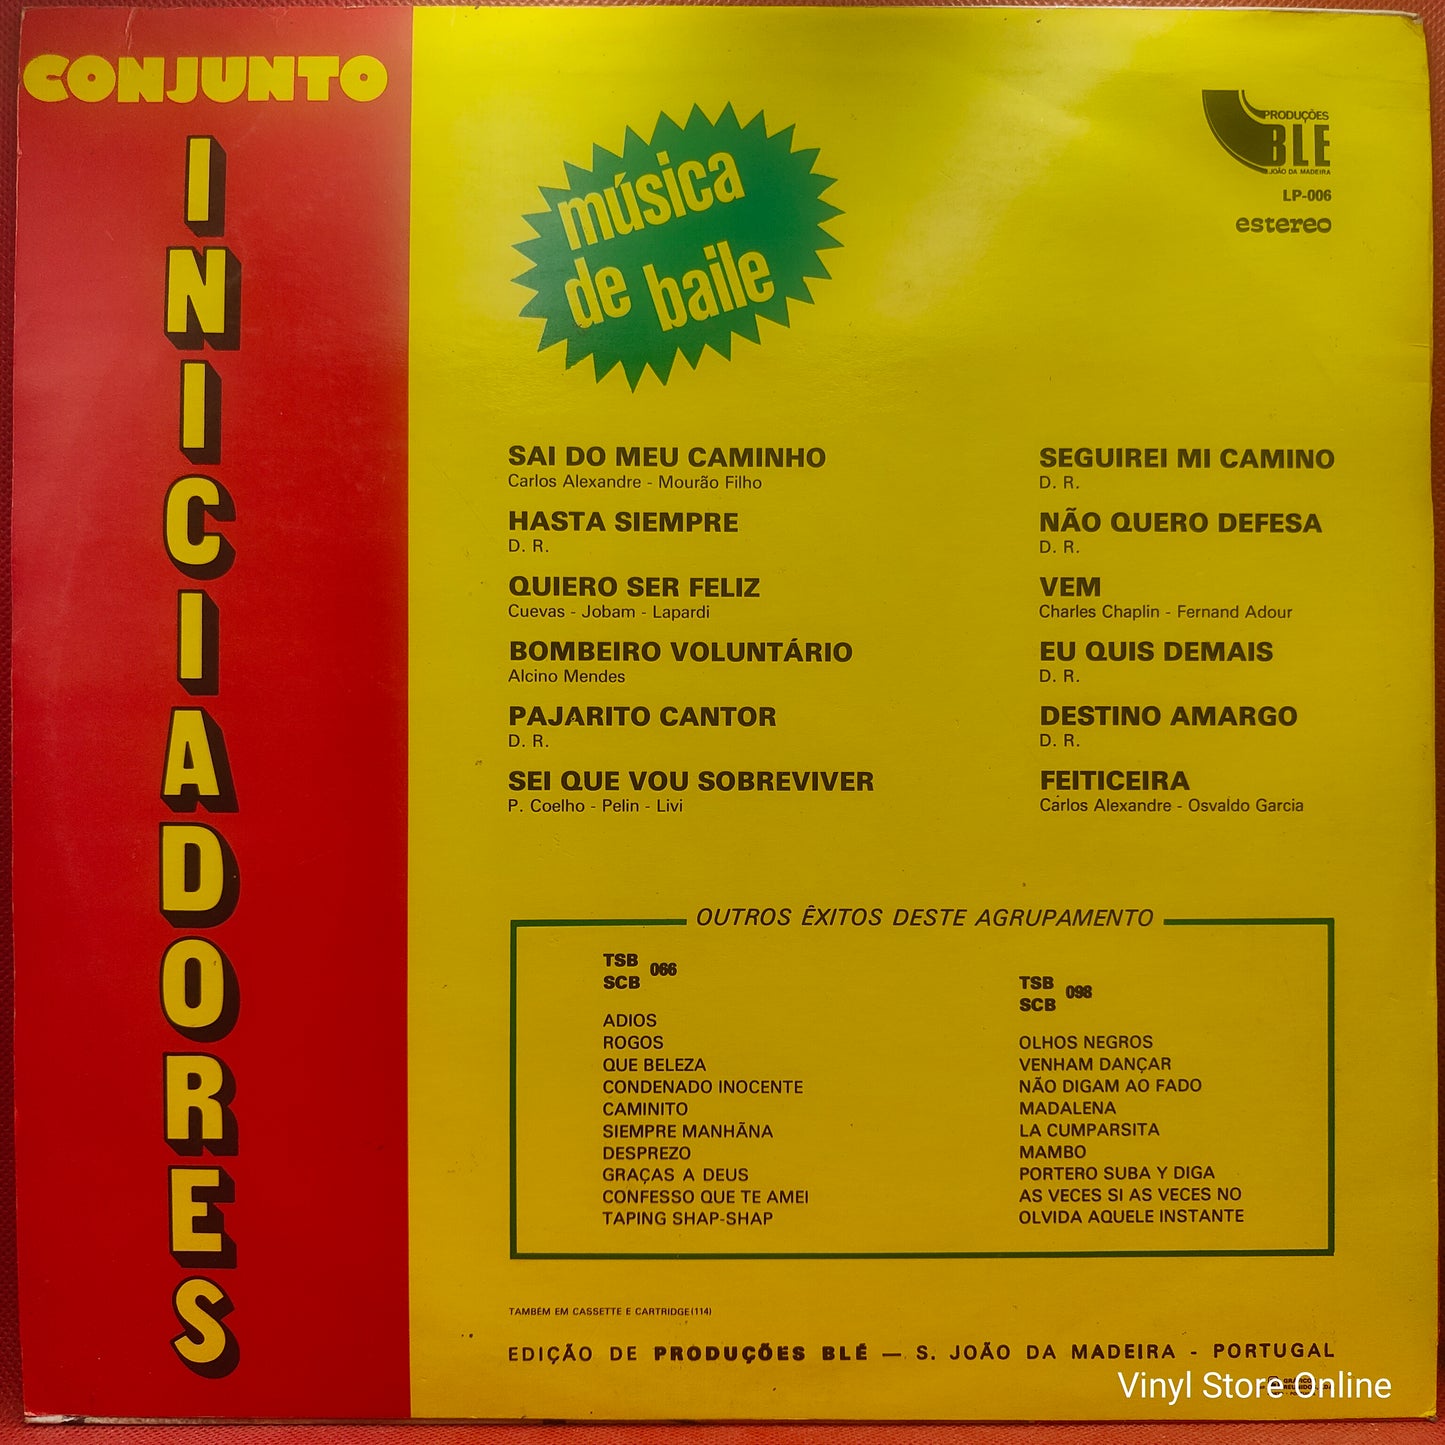 CONJUNTO
INICIADORES
música
de baile
PRODUÇÕES
BLE
S. JOÃO DA MADEIRA
LP-006
estereo
SAI DO MEU CAMINHO
Carlos Alexandre - Mourão Filho
HASTA SIEMPRE
D. R.
QUIERO SER FELIZ
Cuevas - Jobam - Lapardi
BOMBEIRO VOLUNTÁRIO
Alcino Mendes
PAJARITO CANTOR
D. R.
SEI QUE VOU SOBREVIVER
P. Coelho - Pelin - Livi
SEGUIREI MI CAMINO
D. R.
NÃO QUERO DEFESA
D. R.
VEM
Charles Chaplin - Fernand Adour
EU QUIS DEMAIS
D. R.
DESTINO AMARGO
D. R.
FEITICEIRA
Carlos Alexandre - Osvaldo Garcia
OUTROS ÊXITOS DESTE AGRUPAMENTO
TSB
SCB 066
ADIOS
ROGOS
QUE BELEZA
CONDENADO INOCENTE
CAMINITO
SIEMPRE MANHÃNA
DESPREZO
GRAÇAS A DEUS
CONFESSO QUE TE AMEI
TAPING SHAP-SHAP
TSB
SCB 098
OLHOS NEGROS
VENHAM DANÇAR
NÃO DIGAM AO FADO
MADALENA
LA CUMPARSITA
MAMBO
PORTERO SUBA Y DIGA
AS VECES SI AS VECES NO
OLVIDA AQUELE INSTANTE
TAMBÉM EM CASSETTE E CARTRIDGE(114)
EDIÇÃO DE PRODUÇÕES BLÉ — S. JOÃO DA MADEIRA - PORTUGAL
Vinyl Store Online